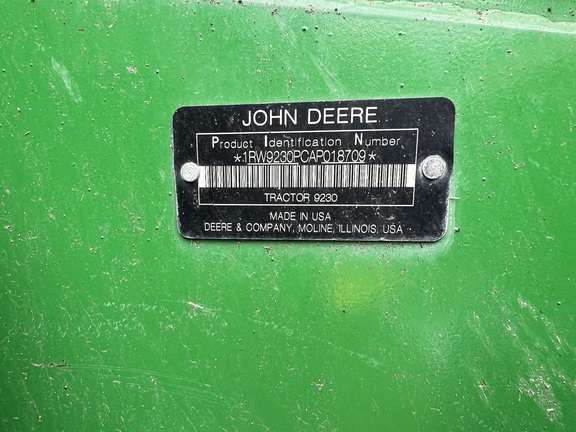 JOHN DEERE
Product Identification Number
*1RW9230PCAP018709*
TRACTOR 9230
MADE IN USA
DEERE & COMPANY, MOLINE, ILLINOIS, USA